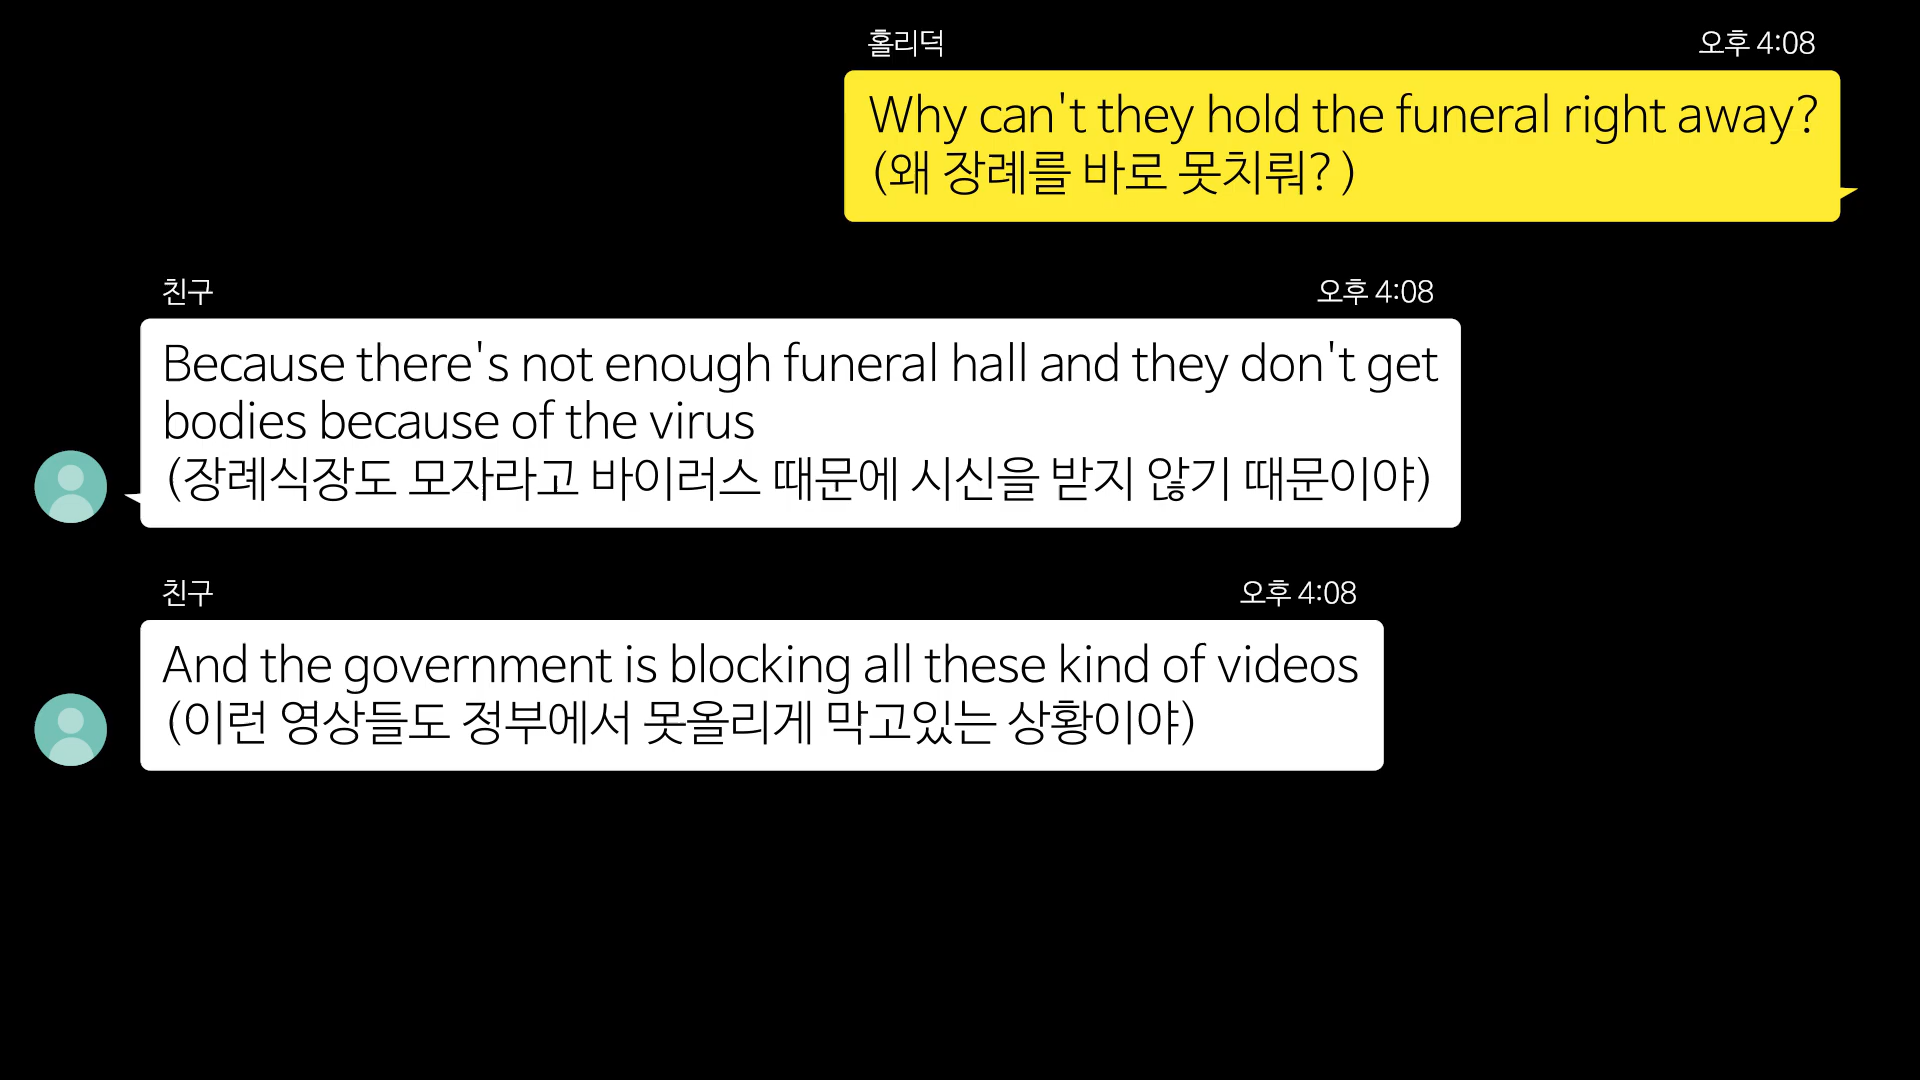 홀리덕 오후 4:08
Why can't they hold the funeral right away?
(왜 장례를 바로 못치뤄? )
친구 오후 4:08
Because there's not enough funeral hall and they don't get
bodies because of the virus
(장례식장도 모자라고 바이러스 때문에 시신을 받지 않기 때문이야)
친구 오후 4:08
And the government is blocking all these kind of videos
(이런 영상들도 정부에서 못올리게 막고있는 상황이야)